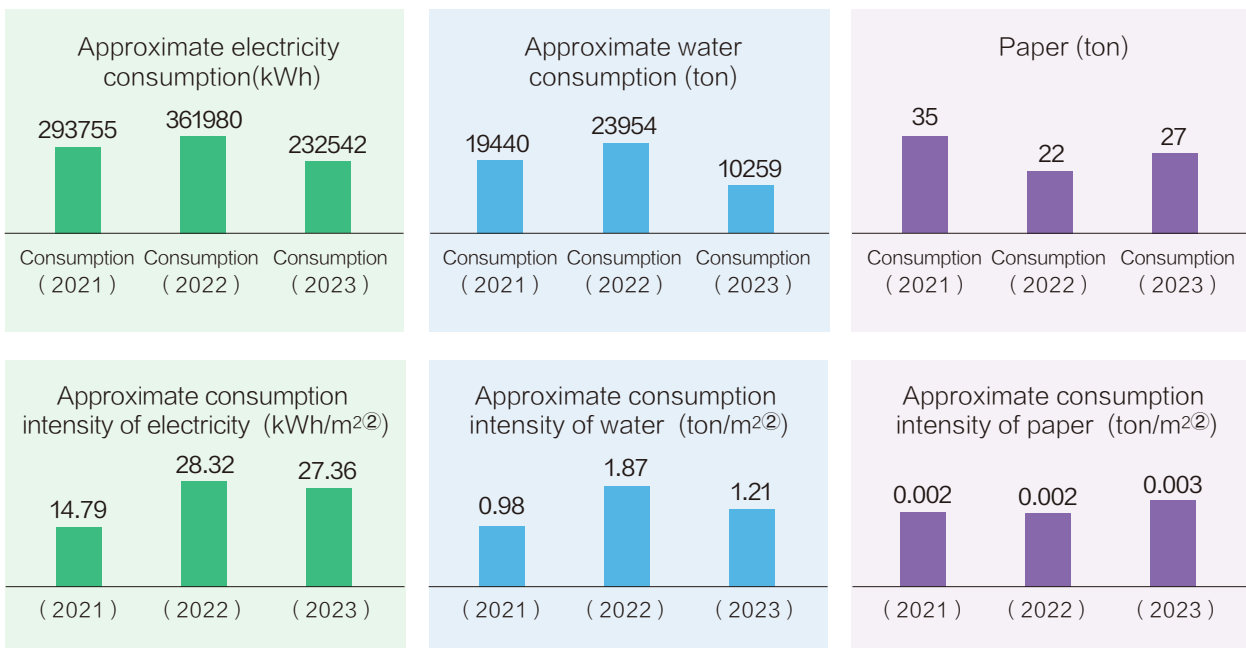 Approximate electricity
consumption(kWh)
293755
361980
232542
Consumption
(2021)
Consumption
(2022)
Consumption
(2023)
Approximate water
consumption (ton)
19440
23954
10259
Consumption
(2021)
Consumption
(2022)
Consumption
(2023)
Paper (ton)
35
22
27
Consumption
(2021)
Consumption
(2022)
Consumption
(2023)
Approximate consumption
intensity of electricity (kWh/m²②)
14.79
28.32
27.36
(2021)
(2022)
(2023)
Approximate consumption
intensity of water (ton/m²②)
0.98
1.87
1.21
(2021)
(2022)
(2023)
Approximate consumption
intensity of paper (ton/m²②)
0.002
0.002
0.003
(2021)
(2022)
(2023)